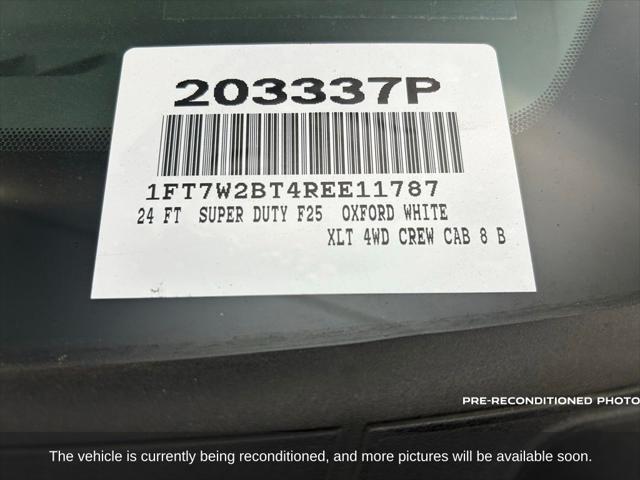 203337P
1FT7W2BT4REE11787
24 FT SUPER DUTY F25 OXFORD WHITE
XLT 4WD CREW CAB 8 B
PRE-RECONDITIONED PHOTO
The vehicle is currently being reconditioned, and more pictures will be available soon.